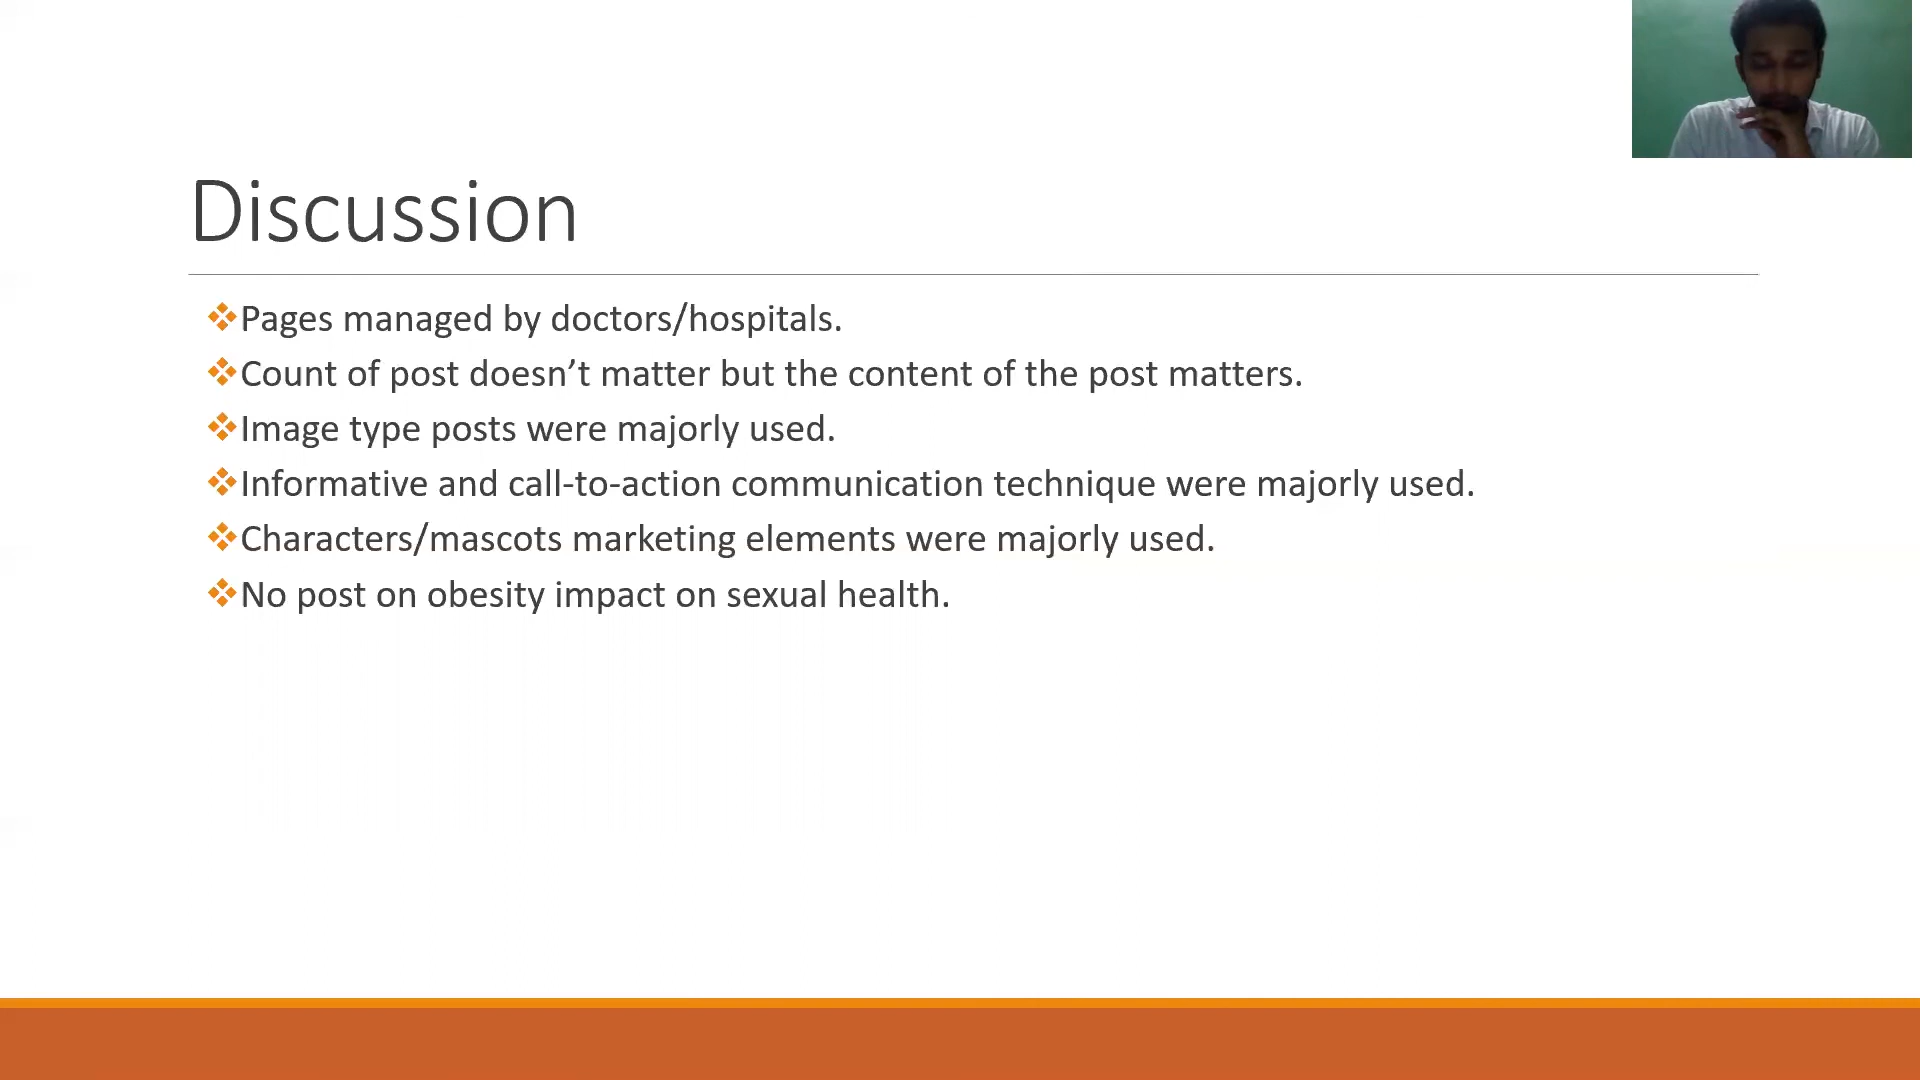 Discussion
Pages managed by doctors/hospitals.
Count of post doesn’t matter but the content of the post matters.
Image type posts were majorly used.
Informative and call-to-action communication technique were majorly used.
Characters/mascots marketing elements were majorly used.
No post on obesity impact on sexual health.